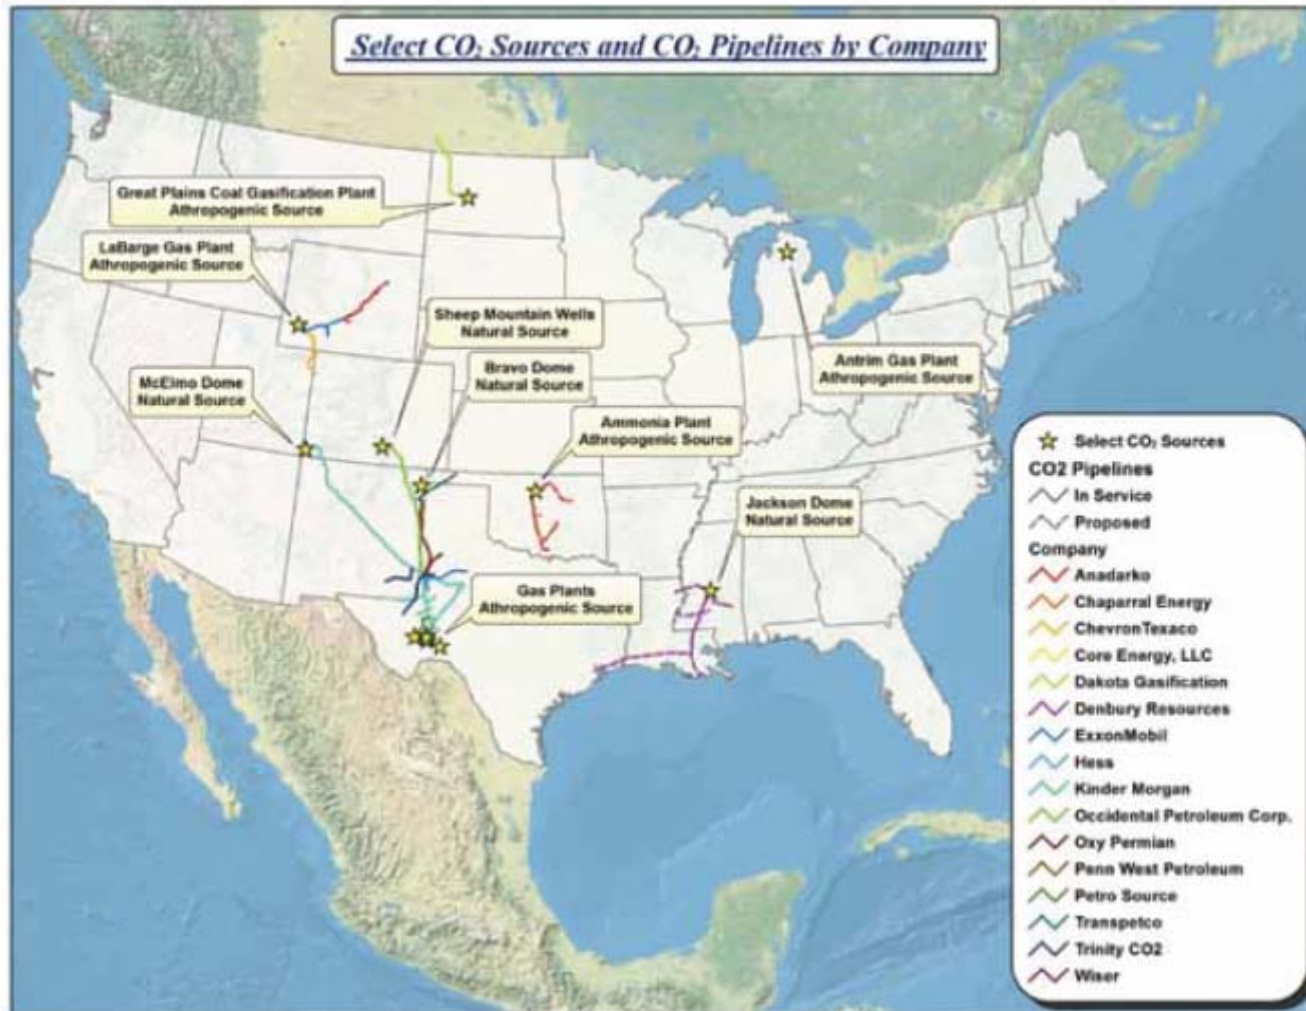 Select CO₂ Sources and CO₂ Pipelines by Company
Great Plains Coal Gasification Plant
Athropogenic Source
LaBarge Gas Plant
Athropogenic Source
Sheep Mountain Wells
Natural Source
Bravo Dome
Natural Source
McElmo Dome
Natural Source
Antrim Gas Plant
Athropogenic Source
Ammonia Plant
Athropogenic Source
Jackson Dome
Natural Source
Gas Plants
Athropogenic Source
Select CO₂ Sources
CO2 Pipelines
In Service
Proposed
Company
Anadarko
Chaparral Energy
ChevronTexaco
Core Energy, LLC
Dakota Gasification
Denbury Resources
ExxonMobil
Hess
Kinder Morgan
Occidental Petroleum Corp.
Oxy Permian
Penn West Petroleum
Petro Source
Transpetco
Trinity CO2
Wiser